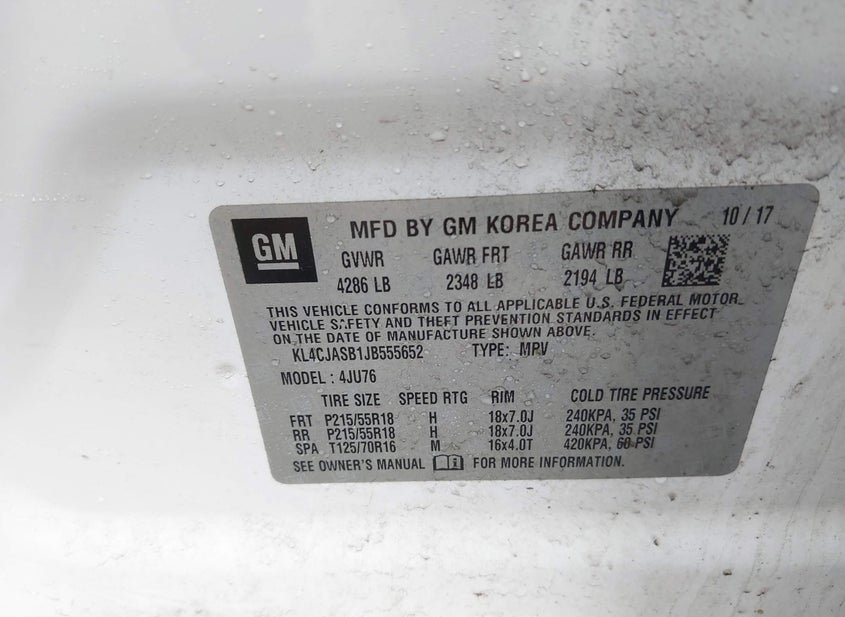 GM
MFD BY GM KOREA COMPANY 10/17
GVWR GAWR FRT GAWR RR
4286 LB 2348 LB 2194 LB
THIS VEHICLE CONFORMS TO ALL APPLICABLE U.S. FEDERAL MOTOR
VEHICLE SAFETY AND THEFT PREVENTION STANDARDS IN EFFECT
ON THE DATE OF MANUFACTURE SHOWN ABOVE.
KL4CJASB1JB555652 TYPE: MPV
MODEL : 4JU76
TIRE SIZE SPEED RTG RIM COLD TIRE PRESSURE
FRT P215/55R18 H 18x7.0J 240KPA, 35 PSI
RR P215/55R18 H 18x7.0J 240KPA, 35 PSI
SPA T125/70R16 M 16x4.0T 420KPA, 60 PSI
SEE OWNER'S MANUAL FOR MORE INFORMATION.